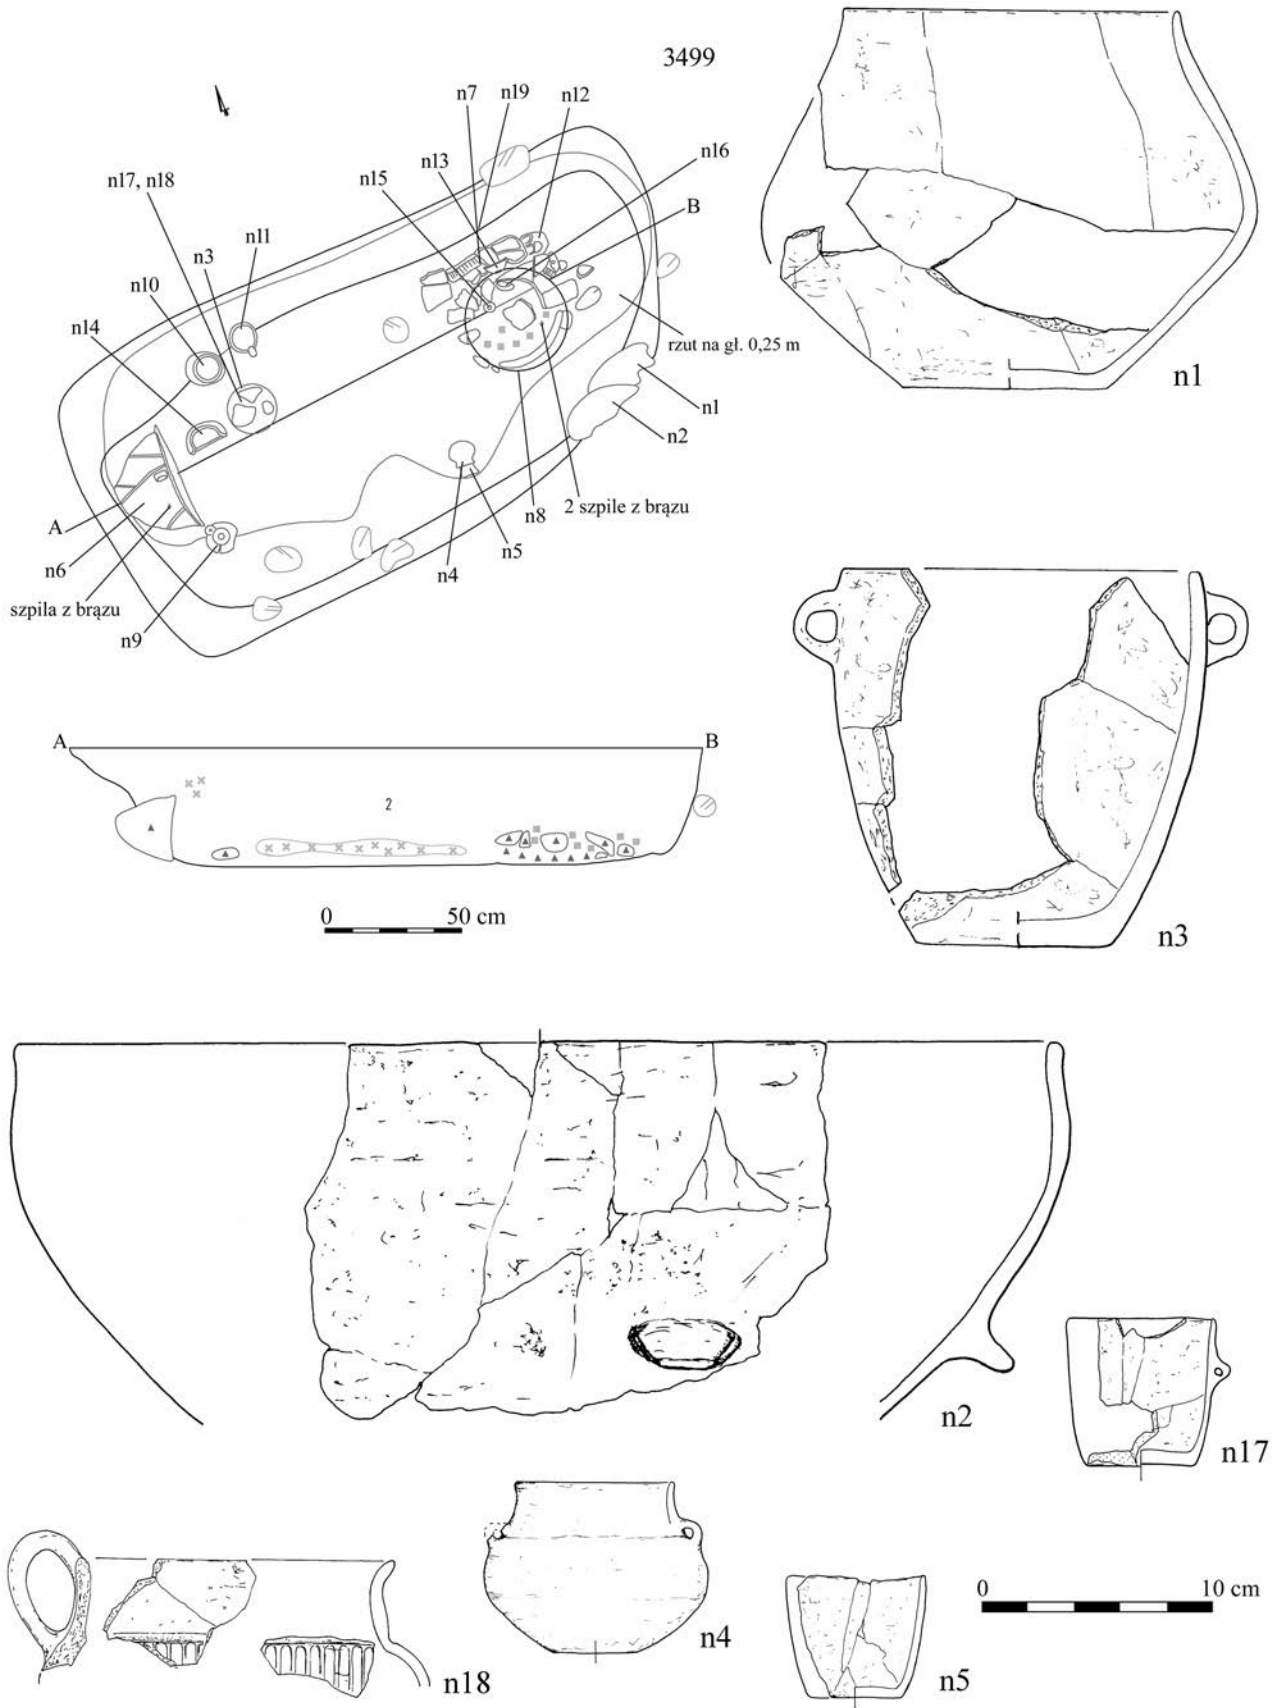 3499
n7
n19
n12
n13
n16
n17, n18
n15
B
n3
n11
n10
n14
rzut na gł. 0,25 m
n1
n2
A
n8
2 szpile z brązu
n6
n5
n4
szpila z brązu
n9
n1
A
B
2
0
50 cm
n3
n2
n17
n4
n18
n5
0
10 cm